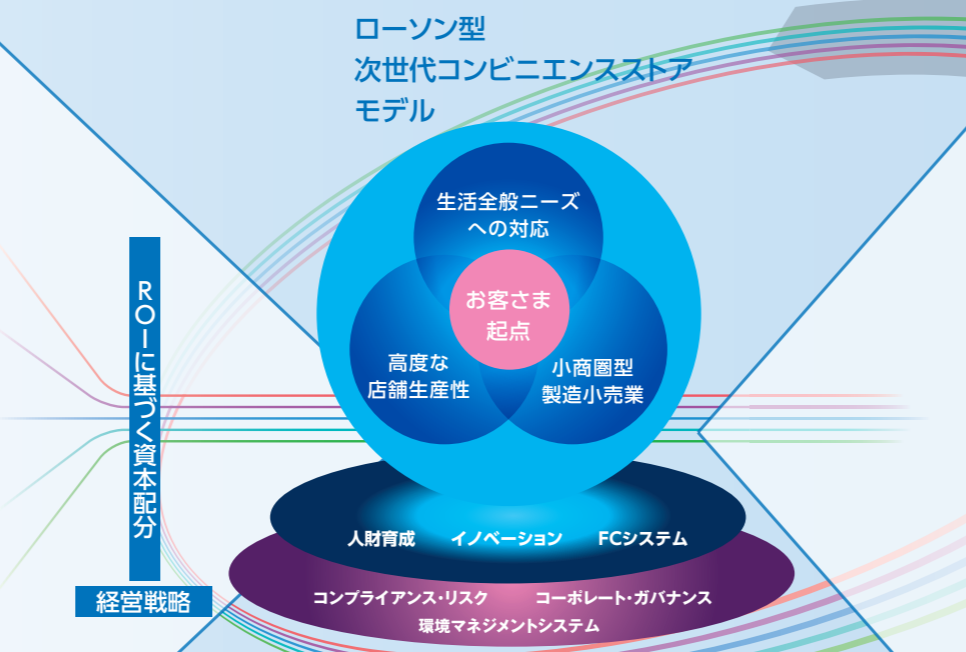 ローソン型
次世代コンビニエンスストア
モデル
生活全般ニーズ
への対応
お客さま
起点
高度な
店舗生産性
小商圏型
製造小売業
ROIに基づく資本配分
人財育成 イノベーション FCシステム
コンプライアンス・リスク コーポレート・ガバナンス
環境マネジメントシステム
経営戦略